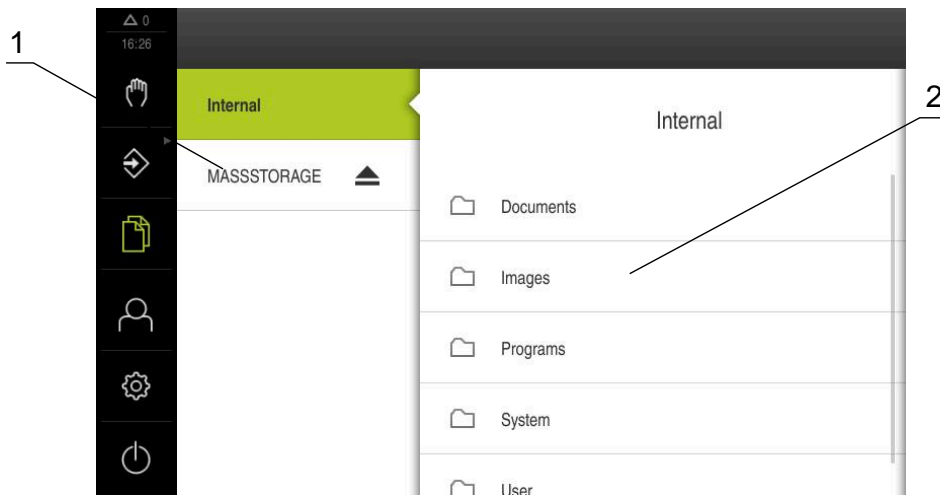 1
0
16:26
Internal
MASSSTORAGE
Internal
2
Documents
Images
Programs
System
User